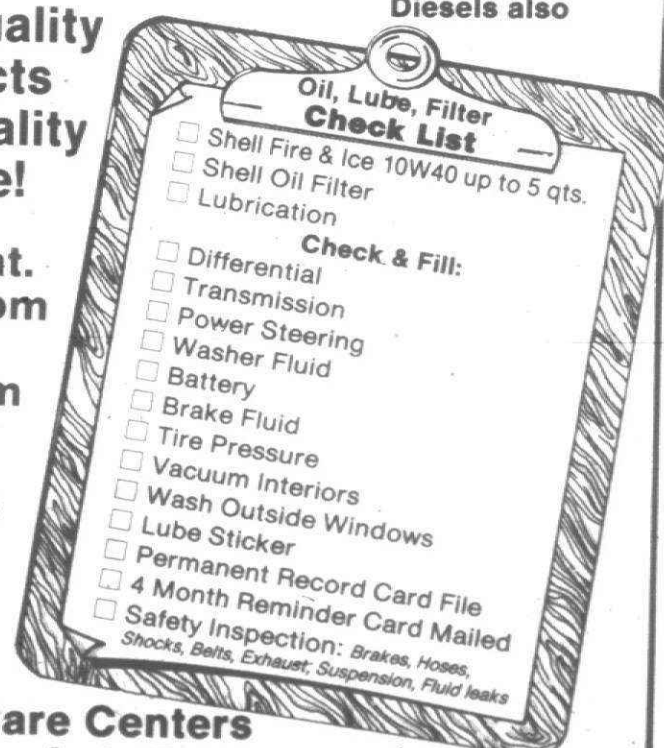 Diesels also
Oil, Lube, Filter
Check List
Shell Fire & Ice 10W40 up to 5 qts.
Shell Oil Filter
Lubrication
Check & Fill:
Differential
Transmission
Power Steering
Washer Fluid
Battery
Brake Fluid
Tire Pressure
Vacuum Interiors
Wash Outside Windows
Lube Sticker
Permanent Record Card File
4 Month Reminder Card Mailed
Safety Inspection: Brakes, Hoses,
Shocks, Belts, Exhaust, Suspension, Fluid leaks
Centers